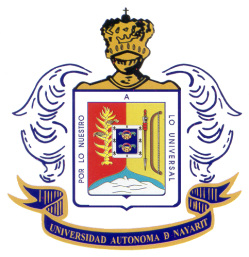 POR LO NUESTRO
A
LO UNIVERSAL
UNIVERSIDAD AUTONOMA D NAYARIT